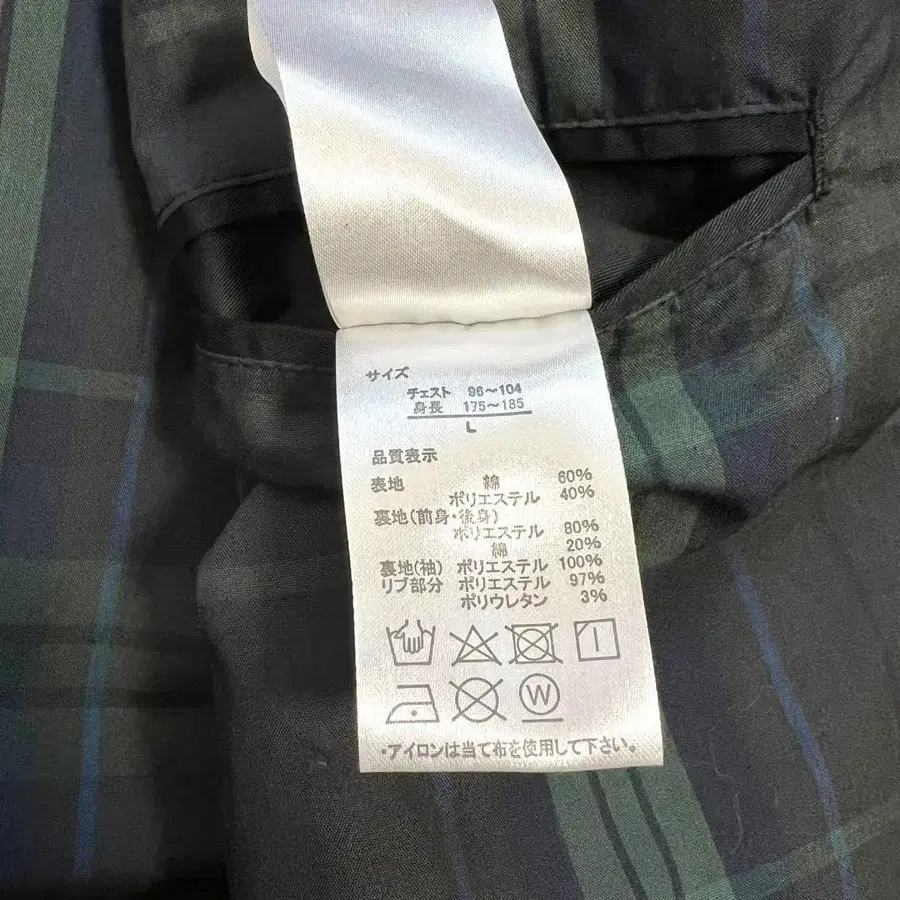 サイズ
チェスト 96～104
身長 175～185
L
品質表示
表地 綿 60%
ポリエステル 40%
裏地(前身・後身)
ポリエステル 80%
綿 20%
裏地(袖) ポリエステル 100%
リブ部分 ポリエステル 97%
ポリウレタン 3%
W
・アイロンは当て布を使用して下さい。